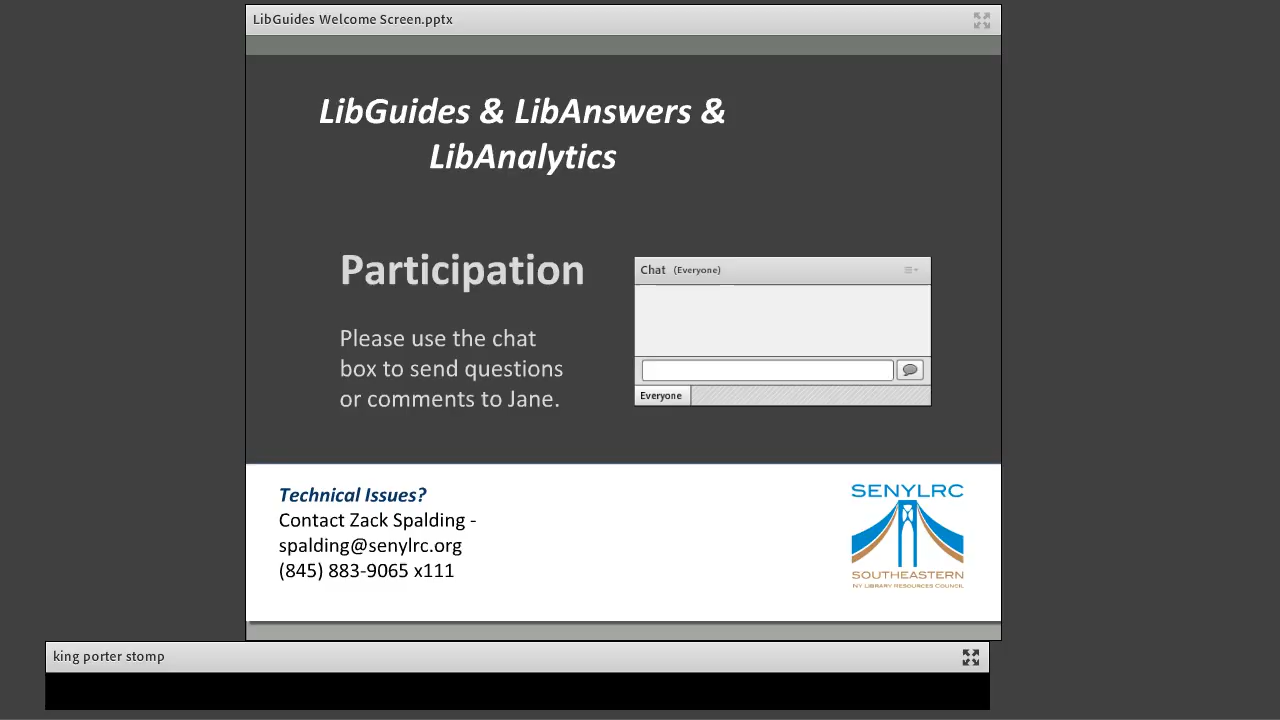 LibGuides Welcome Screen.pptx
LibGuides & LibAnswers &
LibAnalytics
Participation
Please use the chat
box to send questions
or comments to Jane.
Chat (Everyone)
Everyone
Technical Issues?
Contact Zack Spalding -
spalding@senylrc.org
(845) 883-9065 x111
SENYLRC
SOUTHEASTERN
NY LIBRARY RESOURCES COUNCIL
king porter stomp